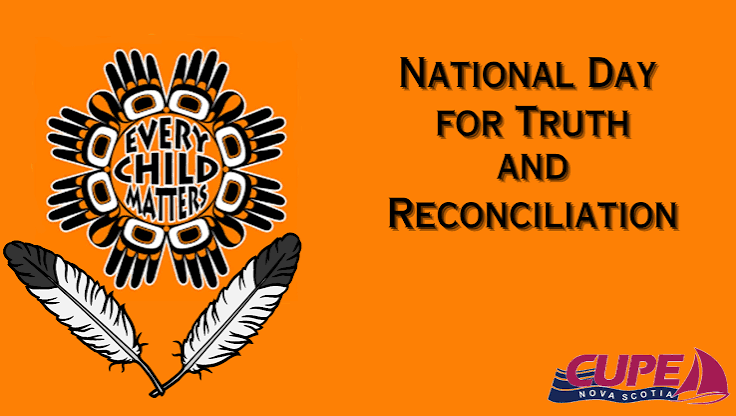 EVERY
CHILD
MATTERS
National Day
for Truth
and
Reconciliation
CUPE
NOVA SCOTIA